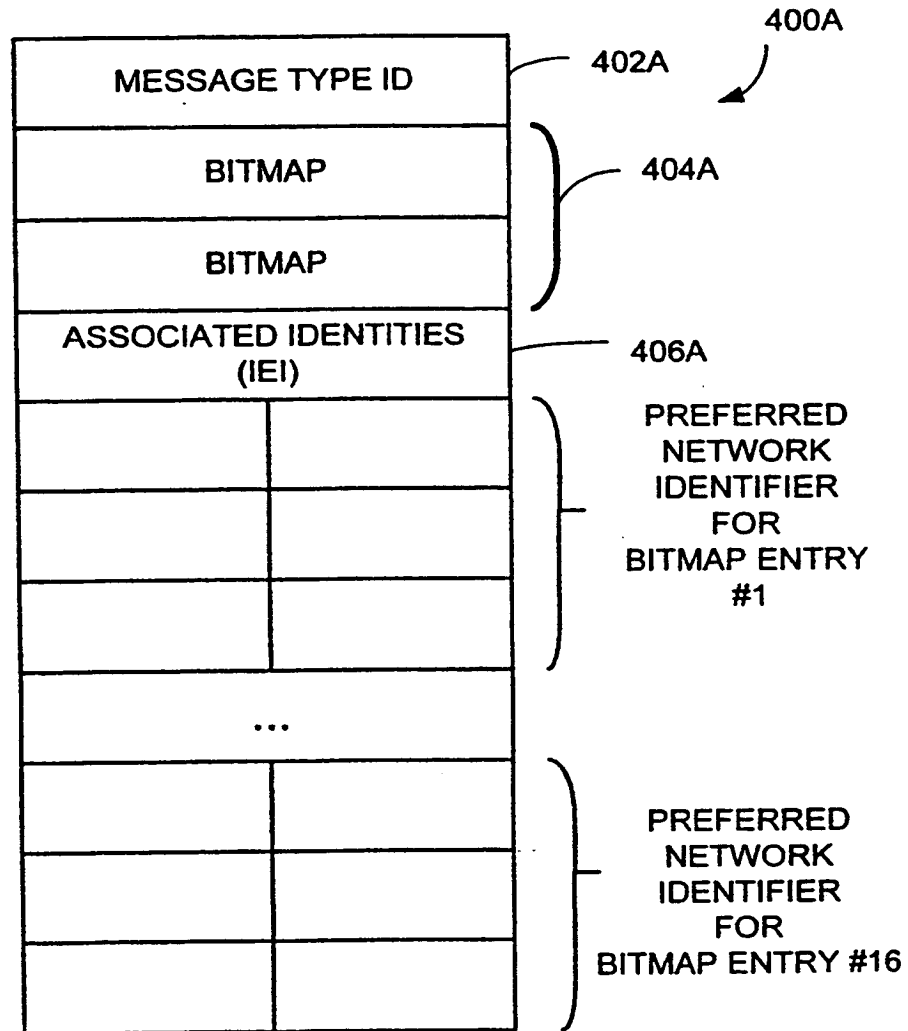 400A
MESSAGE TYPE ID
402A
BITMAP
404A
BITMAP
ASSOCIATED IDENTITIES
(IEI)
406A
PREFERRED
NETWORK
IDENTIFIER
FOR
BITMAP ENTRY
#1
...
PREFERRED
NETWORK
IDENTIFIER
FOR
BITMAP ENTRY #16